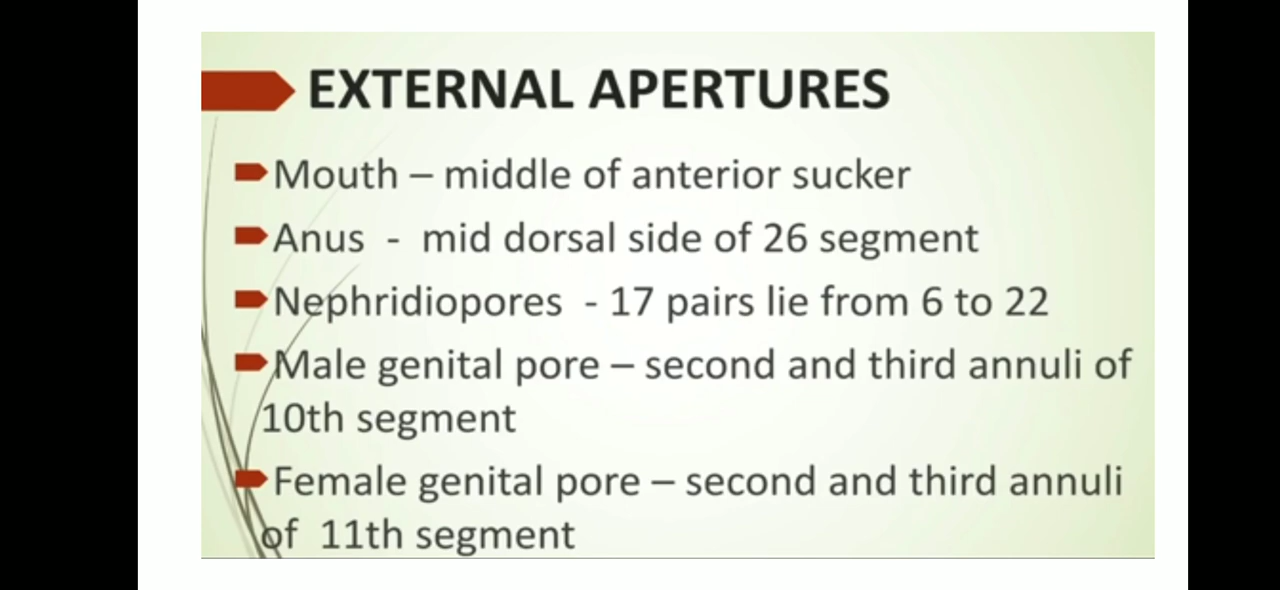 EXTERNAL APERTURES
Mouth – middle of anterior sucker
Anus - mid dorsal side of 26 segment
Nephridiopores - 17 pairs lie from 6 to 22
Male genital pore – second and third annuli of
10th segment
Female genital pore – second and third annuli
of 11th segment